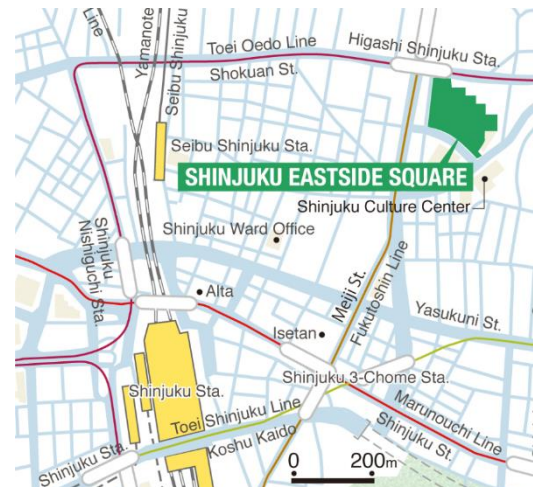 Line
Yamanote
Seibu Shinjuku
Toei Oedo Line
Higashi Shinjuku Sta.
Shokuan St.
Seibu Shinjuku Sta.
SHINJUKU EASTSIDE SQUARE
Shinjuku Culture Center
Shinjuku Ward Office
Shinjuku
Nishiguchi Sta.
Alta
Meiji St.
Fukutoshin Line
Yasukuni St.
Isetan
Shinjuku 3-Chome Sta.
Shinjuku Sta.
Toei Shinjuku Line
Marunouchi Line
Koshu Kaido
Shinjuku St.
Shinjuku Sta.
0 200m